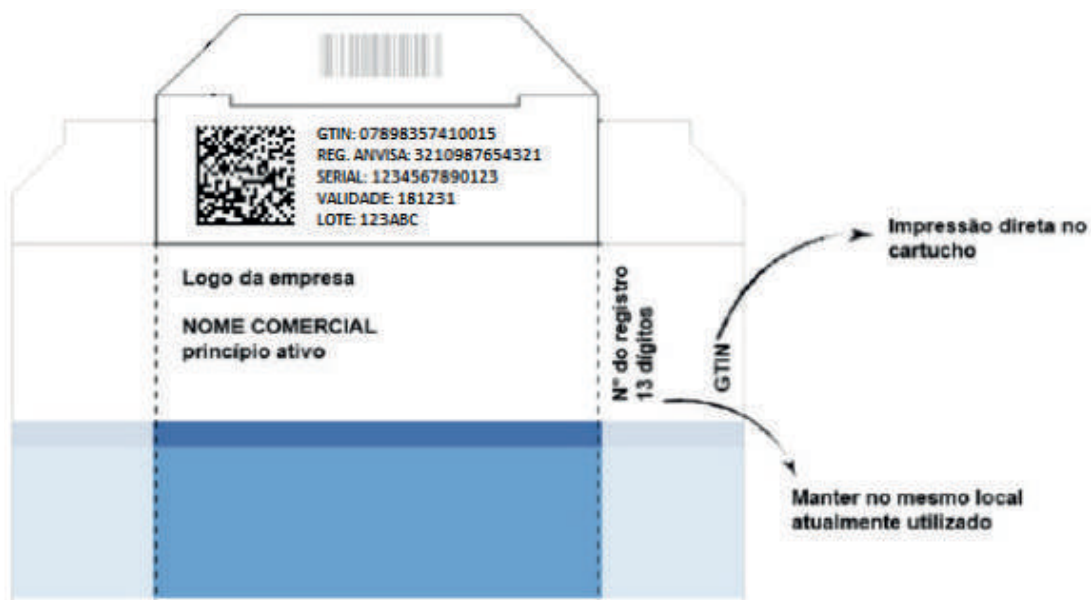 GTIN: 07898357410015
REG. ANVISA: 3210987654321
SERIAL: 1234567890123
VALIDADE: 181231
LOTE: 123ABC
Logo da empresa
NOME COMERCIAL
princípio ativo
N° do registro
13 dígitos
GTIN
Impressão direta no
cartucho
Manter no mesmo local
atualmente utilizado